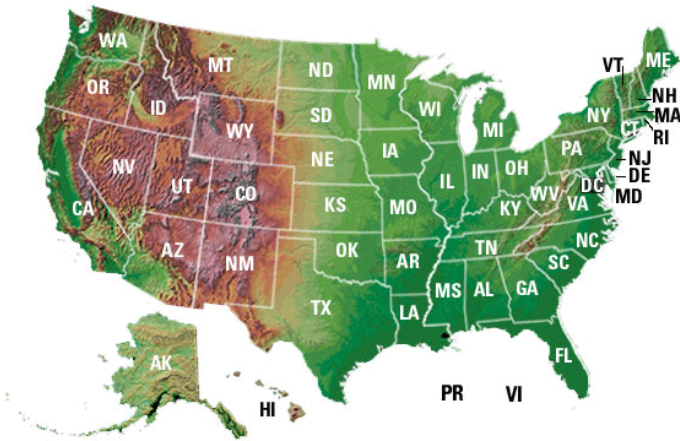 WA
MT
ND
MN
VT
ME
OR
ID
SD
WI
MI
NY
NH
MA
WY
CT
RI
NV
NE
IA
PA
NJ
UT
CO
IL
IN
OH
DE
CA
KS
MO
KY
WV
DC
VA
MD
AZ
NM
OK
AR
TN
NC
SC
TX
LA
MS
AL
GA
AK
FL
HI
PR
VI